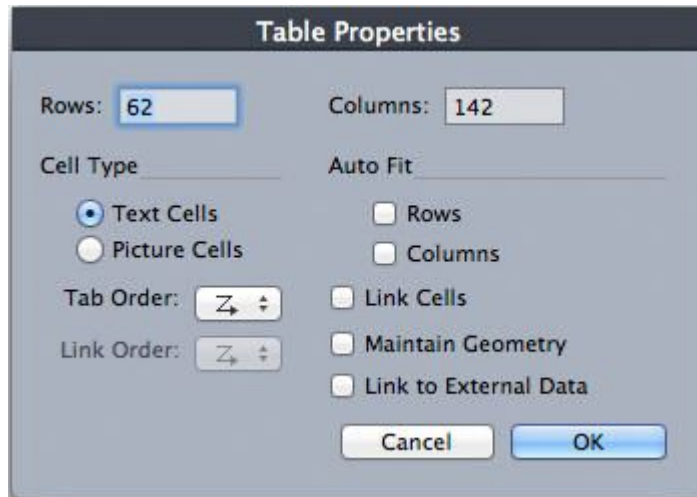 Table Properties
Rows: 62 Columns: 142
Cell Type Auto Fit
Text Cells Rows
Picture Cells Columns
Tab Order: Link Cells
Link Order: Maintain Geometry
Link to External Data
Cancel OK